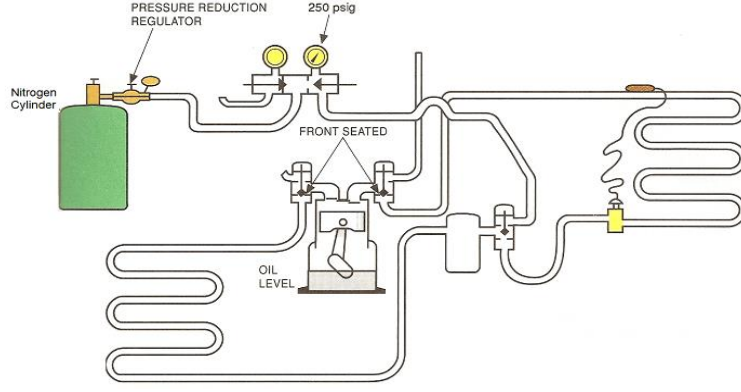 PRESSURE REDUCTION
REGULATOR
250 psig
Nitrogen
Cylinder
FRONT SEATED
OIL
LEVEL